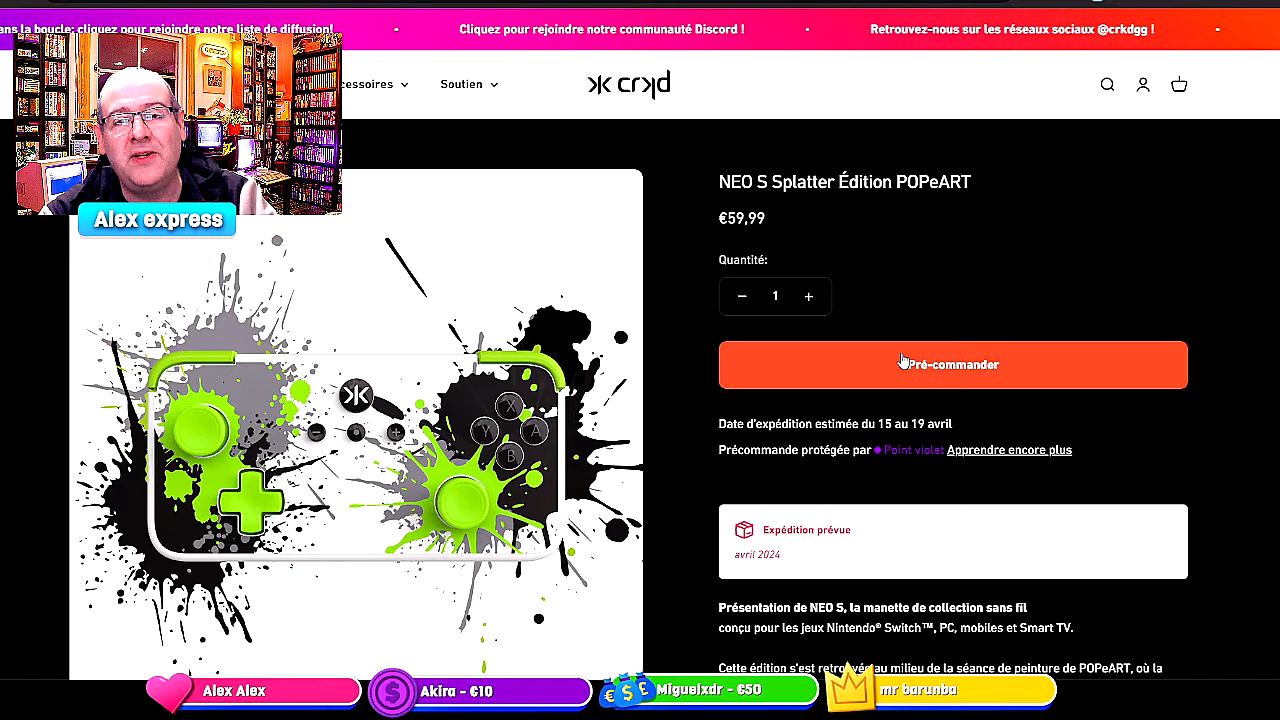 ans la boucle: cliquez pour rejoindre notre liste de diffusion!
Cliquez pour rejoindre notre communauté Discord !
Retrouvez-nous sur les réseaux sociaux @crkdgg !
cessoires
Soutien
crkd
Alex express
NEO S Splatter Édition POPeART
€59,99
Quantité:
− 1 +
Pré-commander
Date d'expédition estimée du 15 au 19 avril
Précommande protégée par Point violet Apprendre encore plus
Expédition prévue
avril 2024
Présentation de NEO S, la manette de collection sans fil
conçu pour les jeux Nintendo® Switch™, PC, mobiles et Smart TV.
Cette édition s'est retrouvée au milieu de la séance de peinture de POPeART, où la
X
Y A
B
Alex Alex
Akira - €10
Miguelxdr - €50
mr barunba